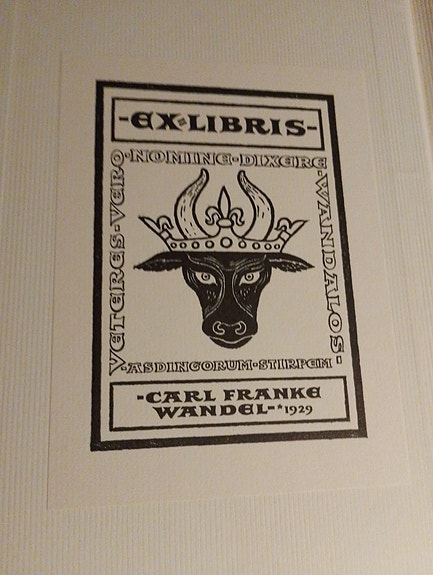 -EX·LIBRIS-
VETERES·VERO
·NOMINE·DIXERE
·WANDALOS·
·ASDINGORUM·STIRPEM
-CARL FRANKE
WANDEL-*1929